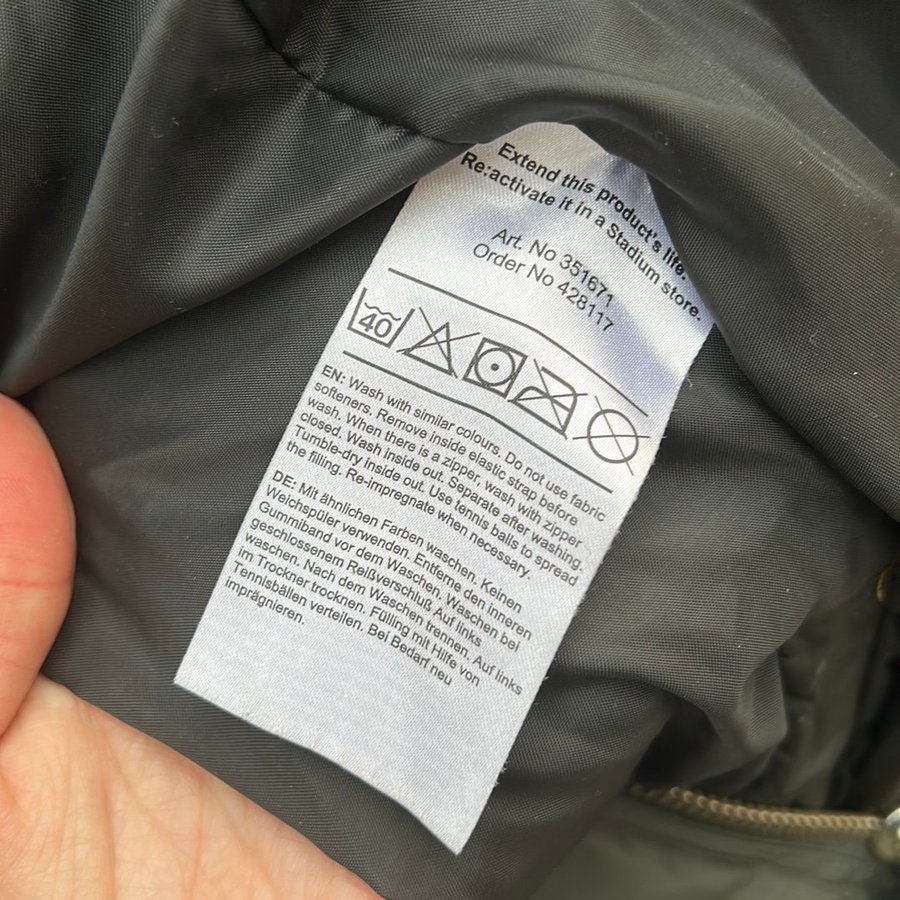 Extend this product's life.
Re:activate it in a Stadium store.
Art. No 351671
Order No 428117
40
EN: Wash with similar colours. Do not use fabric
softeners. Remove inside elastic strap before
wash. When there is a zipper, wash with zipper
closed. Wash inside out. Separate after washing.
Tumble-dry inside out. Use tennis balls to spread
the filling. Re-impregnate when necessary.
DE: Mit ähnlichen Farben waschen. Keinen
Weichspüler verwenden. Entferne den inneren
Gummiband vor dem Waschen. Waschen bei
geschlossenem Reißverschluß. Auf links
waschen. Nach dem Waschen trennen. Auf links
im Trockner trocknen. Fülling mit Hilfe von
Tennisbällen verteilen. Bei Bedarf neu
imprägnieren.